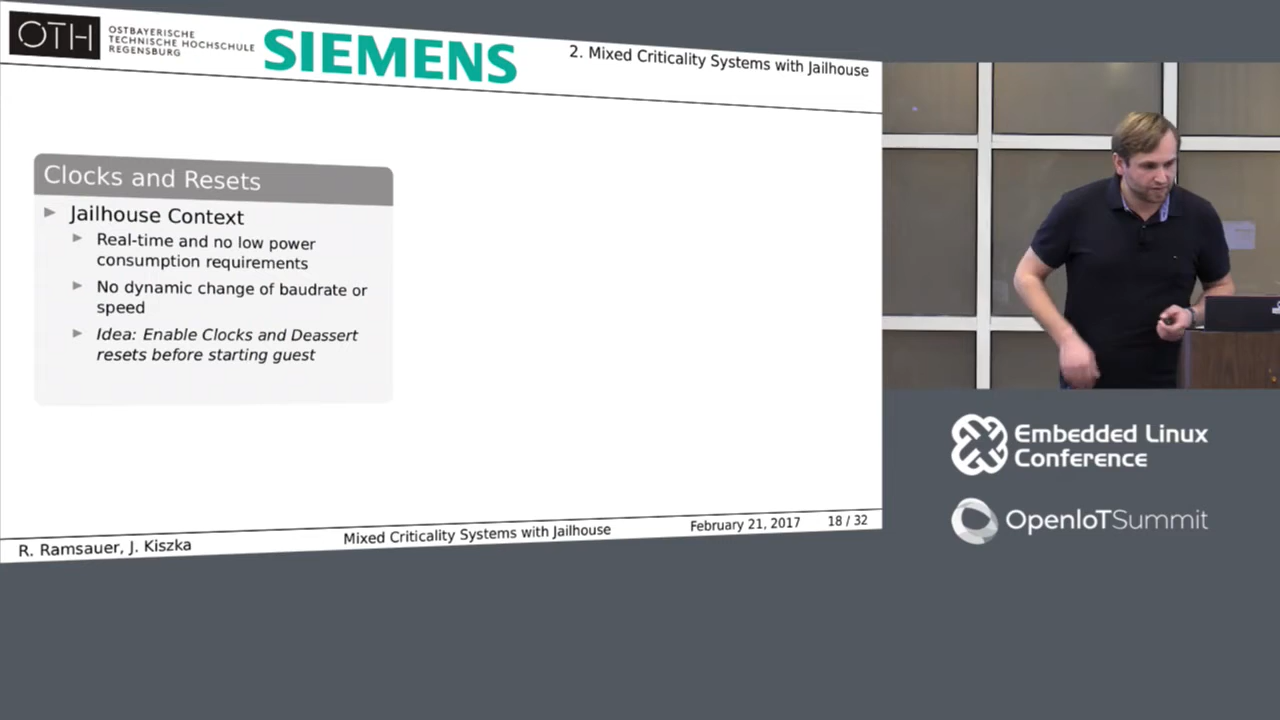 OTH
OSTBAYERISCHE
TECHNISCHE HOCHSCHULE
REGENSBURG
SIEMENS
2. Mixed Criticality Systems with Jailhouse
Clocks and Resets
Jailhouse Context
Real-time and no low power
consumption requirements
No dynamic change of baudrate or
speed
Idea: Enable Clocks and Deassert
resets before starting guest
R. Ramsauer, J. Kiszka
Mixed Criticality Systems with Jailhouse
February 21, 2017
18 / 32
Embedded Linux
Conference
OpenIoTSummit